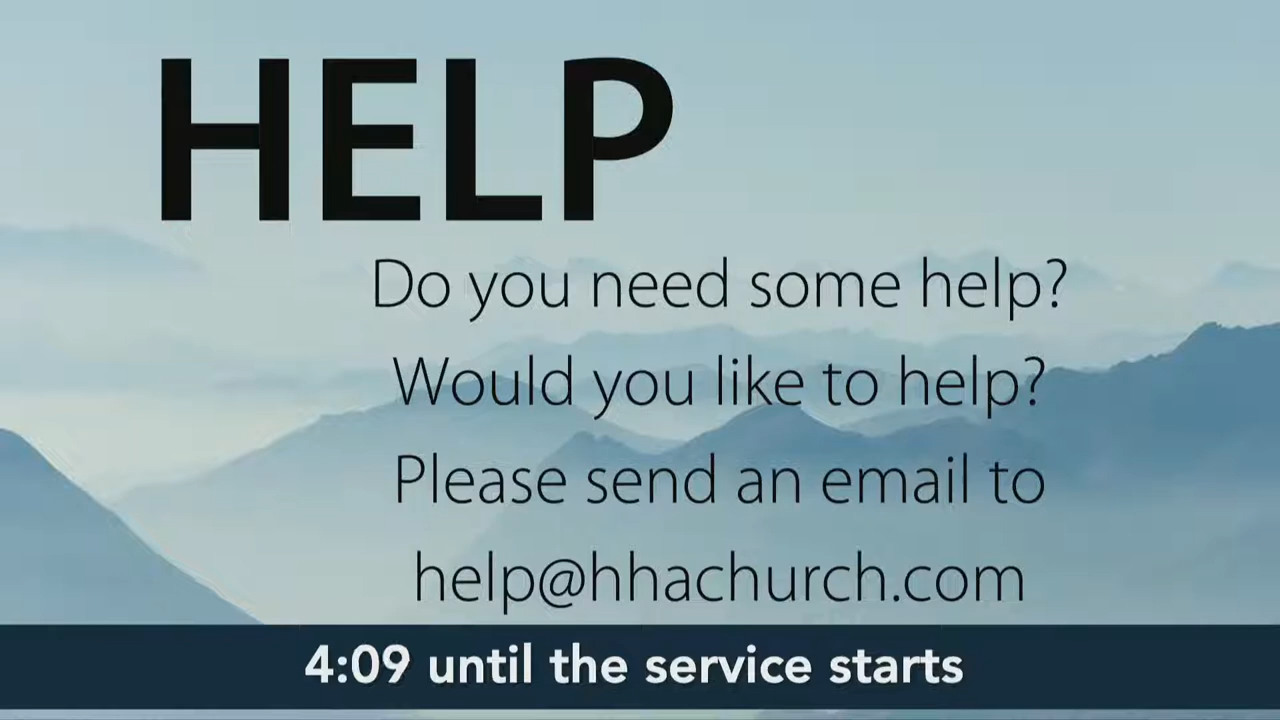 HELP
Do you need some help?
Would you like to help?
Please send an email to
help@hhachurch.com
4:09 until the service starts